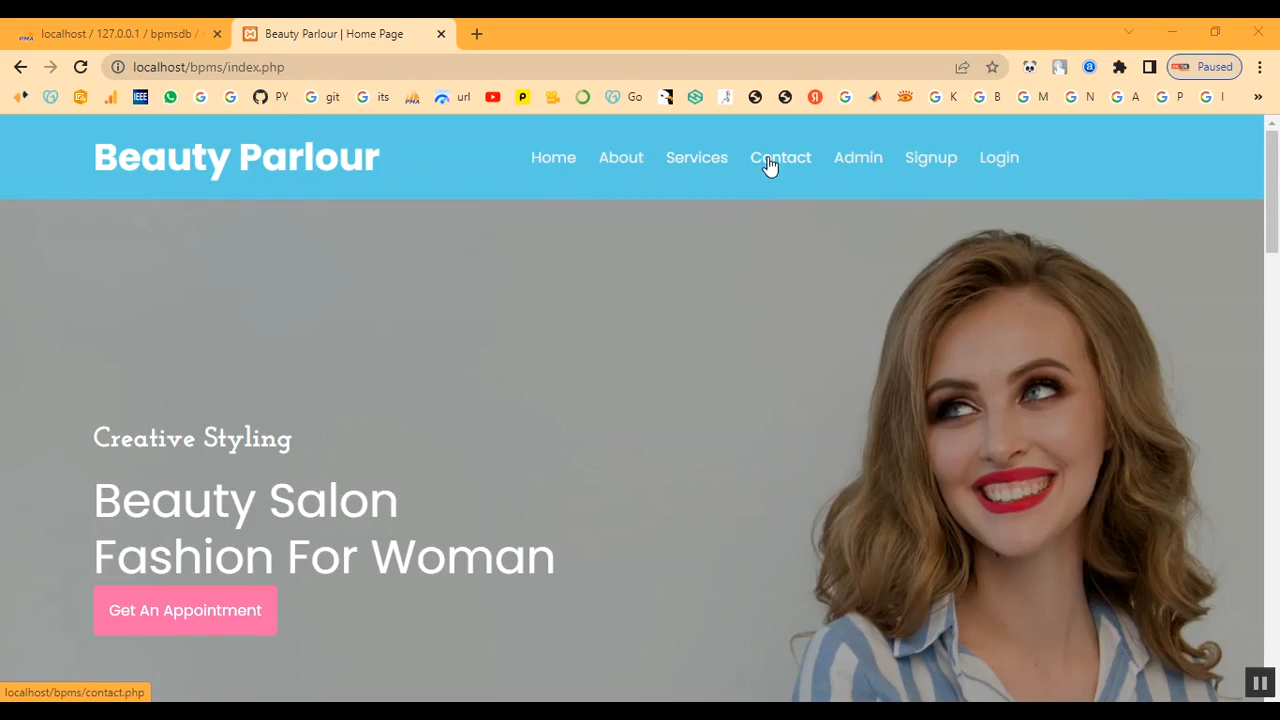 localhost / 127.0.0.1 / bpmsdb /
Beauty Parlour | Home Page
localhost/bpms/index.php
Paused
IEEE PY git its PMA url Go K B M N A P I »
Beauty Parlour
Home About Services Contact Admin Signup Login
Creative Styling
Beauty Salon
Fashion For Woman
Get An Appointment
localhost/bpms/contact.php